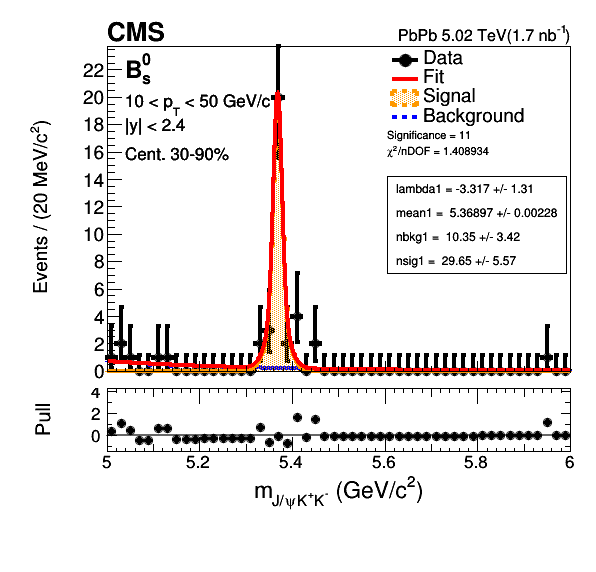 CMS
PbPb 5.02 TeV(1.7 nb⁻¹)
B⁰ₛ
10 < p_T < 50 GeV/c
|y| < 2.4
Cent. 30-90%
Data
Fit
Signal
Background
Significance = 11
χ²/nDOF = 1.408934
lambda1 = -3.317 +/- 1.31
mean1 = 5.36897 +/- 0.00228
nbkg1 = 10.35 +/- 3.42
nsig1 = 29.65 +/- 5.57
Events / (20 MeV/c²)
22
20
18
16
14
12
10
8
6
4
2
0
Pull
4
2
0
5 5.2 5.4 5.6 5.8 6
m_J/ψK⁺K⁻ (GeV/c²)